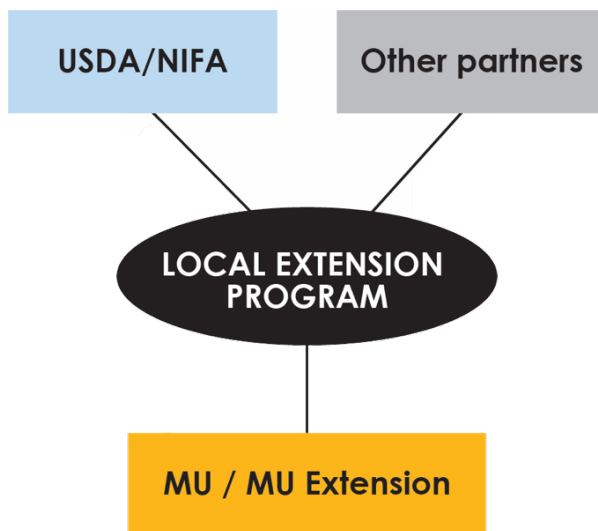 USDA/NIFA
Other partners
LOCAL EXTENSION
PROGRAM
MU / MU Extension